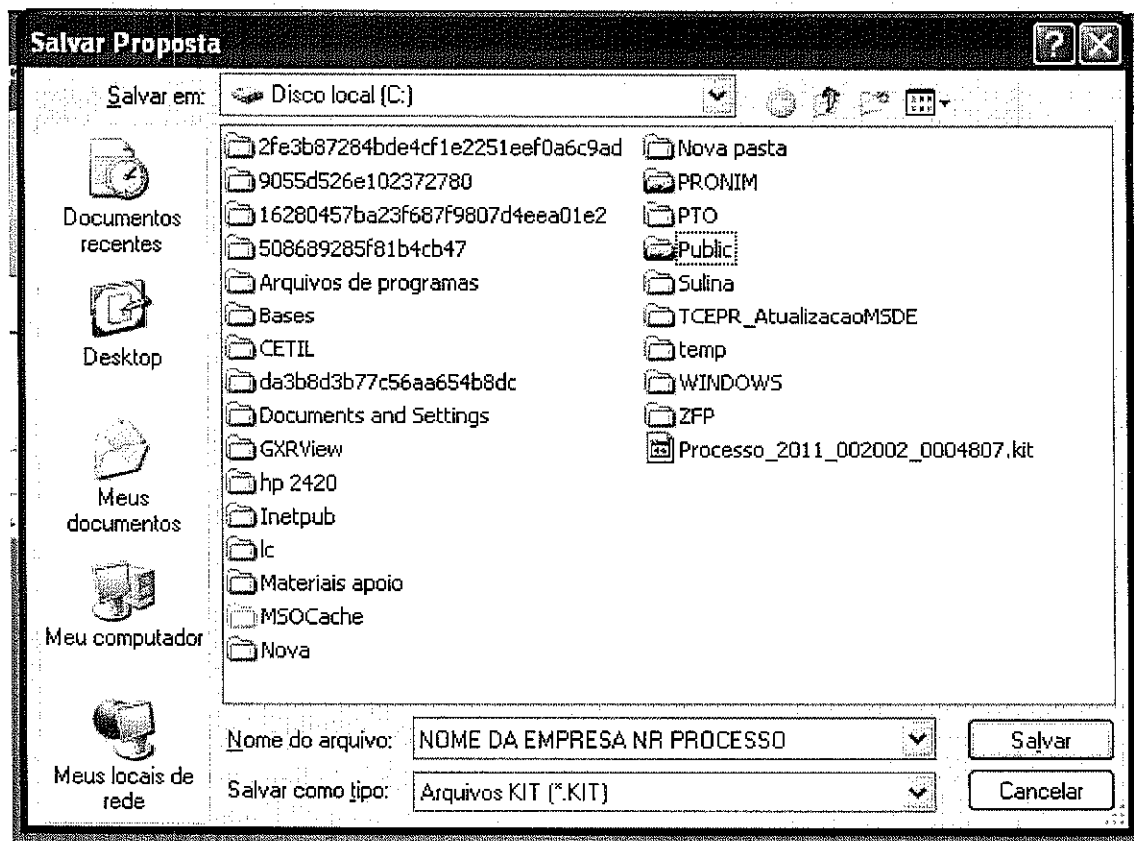 Salvar Proposta
Salvar em: Disco local (C:)
Documentos
recentes
Desktop
Meus
documentos
Meu computador
Meus locais de
rede
2fe3b87284bde4cf1e2251eef0a6c9ad
9055d526e102372780
16280457ba23f687f9807d4eea01e2
508689285f81b4cb47
Arquivos de programas
Bases
CETIL
da3b8d3b77c56aa654b8dc
Documents and Settings
GXRView
hp 2420
Inetpub
lc
Materiais apoio
MSOCache
Nova
Nova pasta
PRONIM
PTO
Public
Sulina
TCEPR_AtualizacaoMSDE
temp
WINDOWS
ZFP
Processo_2011_002002_0004807.kit
Nome do arquivo: NOME DA EMPRESA NR PROCESSO Salvar
Salvar como tipo: Arquivos KIT (*.KIT) Cancelar